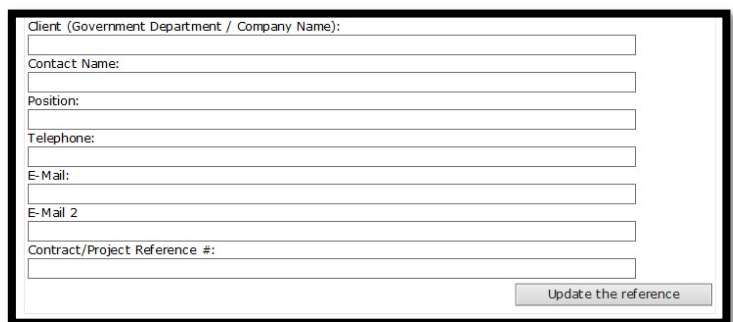 Client (Government Department / Company Name):
Contact Name:
Position:
Telephone:
E-Mail:
E-Mail 2
Contract/Project Reference #:
Update the reference